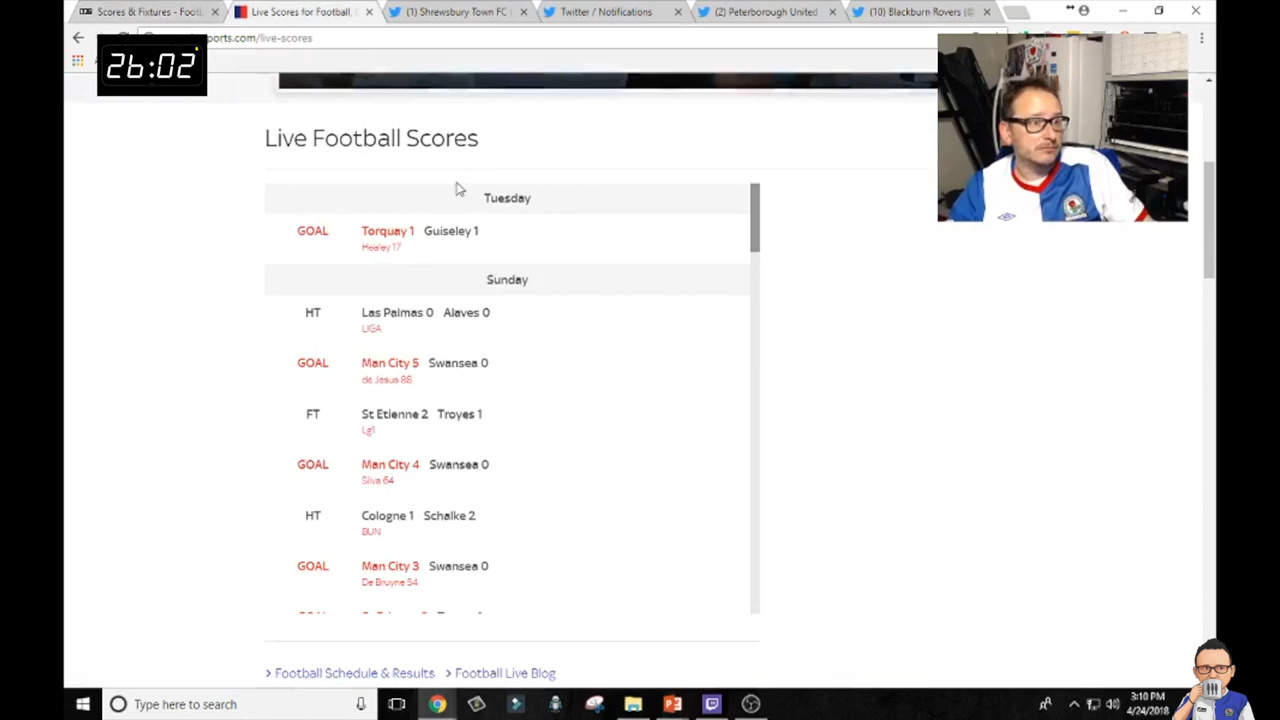 Scores & Fixtures - Footb
Live Scores for Football,
(1) Shrewsbury Town FC
Twitter / Notifications
(2) Peterborough United
(10) Blackburn Rovers (@
ports.com/live-scores
26:02
Live Football Scores
Tuesday
GOAL Torquay 1 Guiseley 1
Healey 17
Sunday
HT Las Palmas 0 Alaves 0
LIGA
GOAL Man City 5 Swansea 0
de Jesus 88
FT St Etienne 2 Troyes 1
Lg1
GOAL Man City 4 Swansea 0
Silva 64
HT Cologne 1 Schalke 2
BUN
GOAL Man City 3 Swansea 0
De Bruyne 54
> Football Schedule & Results > Football Live Blog
Type here to search
3:10 PM
4/24/2018